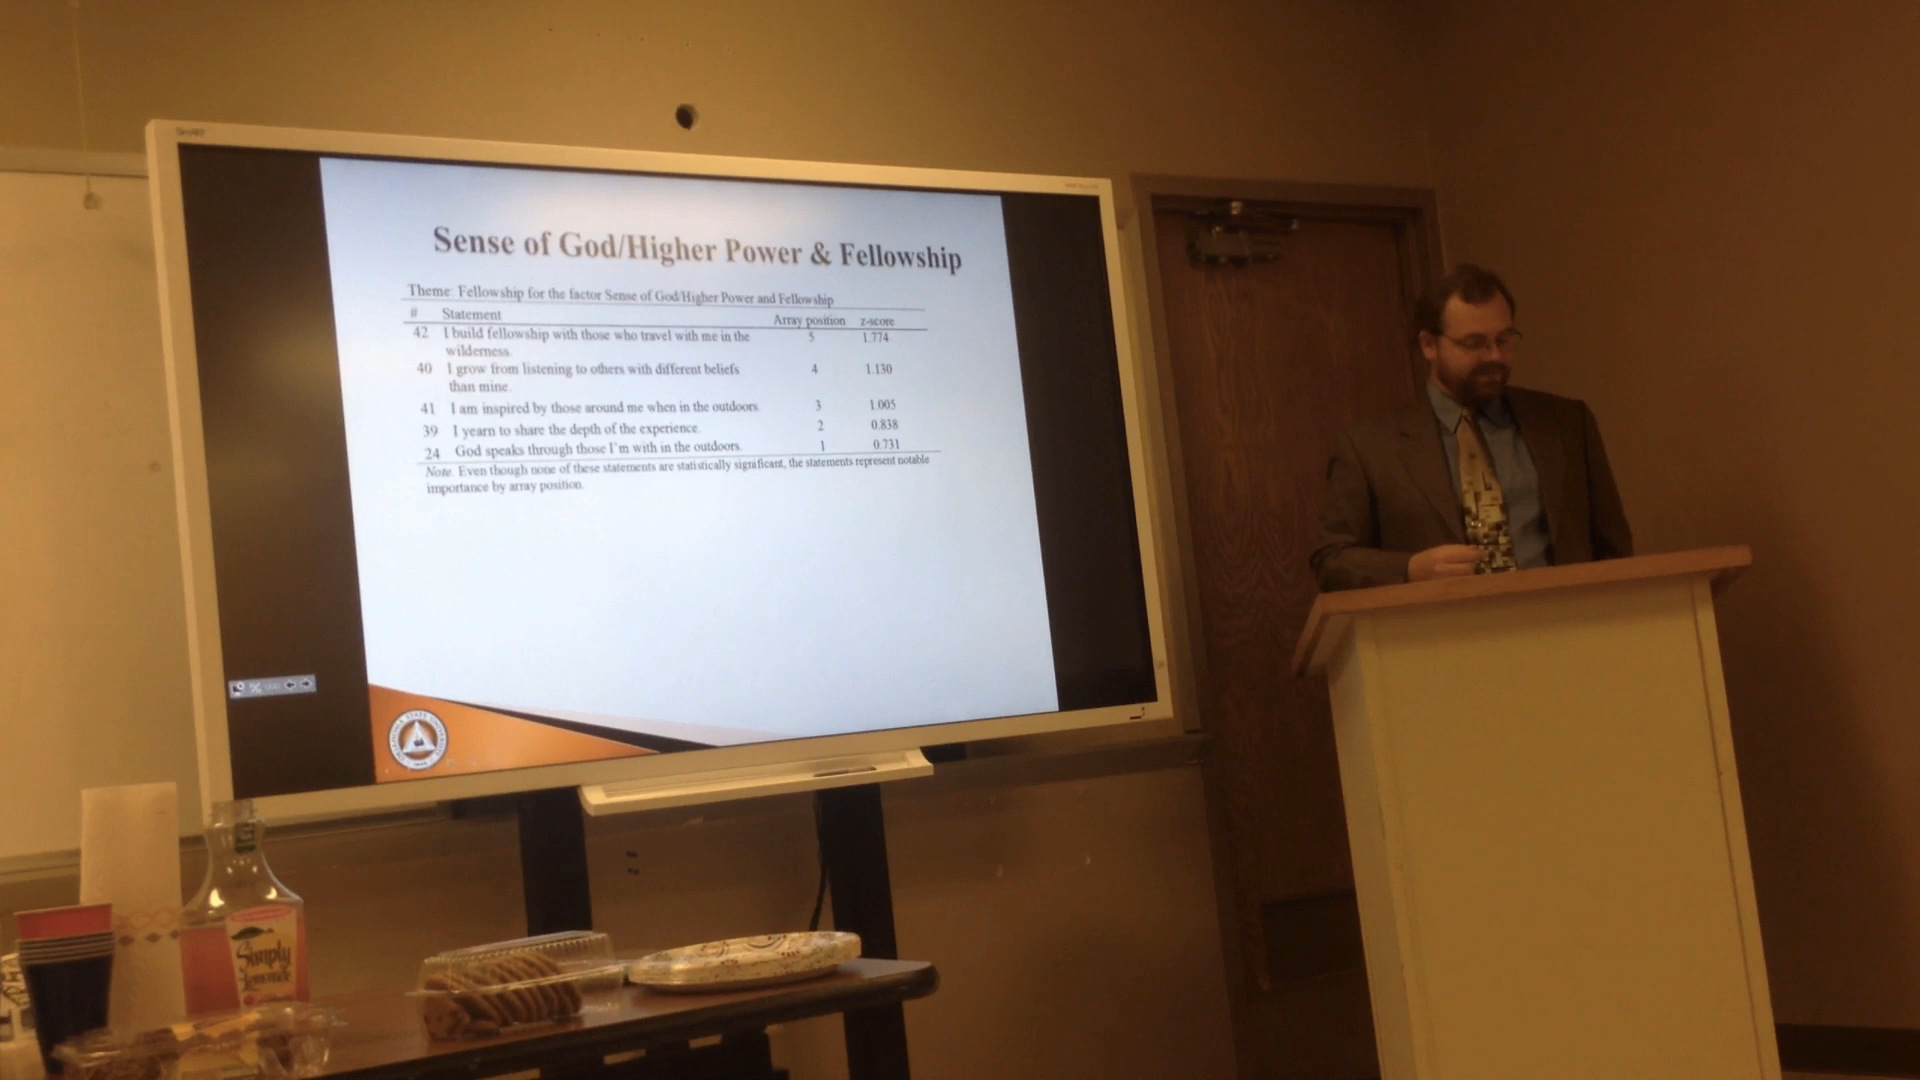 Sense of God/Higher Power & Fellowship
Theme: Fellowship for the factor Sense of God/Higher Power and Fellowship
# Statement Array position z-score
42 I build fellowship with those who travel with me in the 5 1.774
wilderness.
40 I grow from listening to others with different beliefs 4 1.130
than mine.
41 I am inspired by those around me when in the outdoors. 3 1.005
39 I yearn to share the depth of the experience. 2 0.838
24 God speaks through those I'm with in the outdoors. 1 0.731
Note. Even though none of these statements are statistically significant, the statements represent notable
importance by array position.
Simply
Lemonade